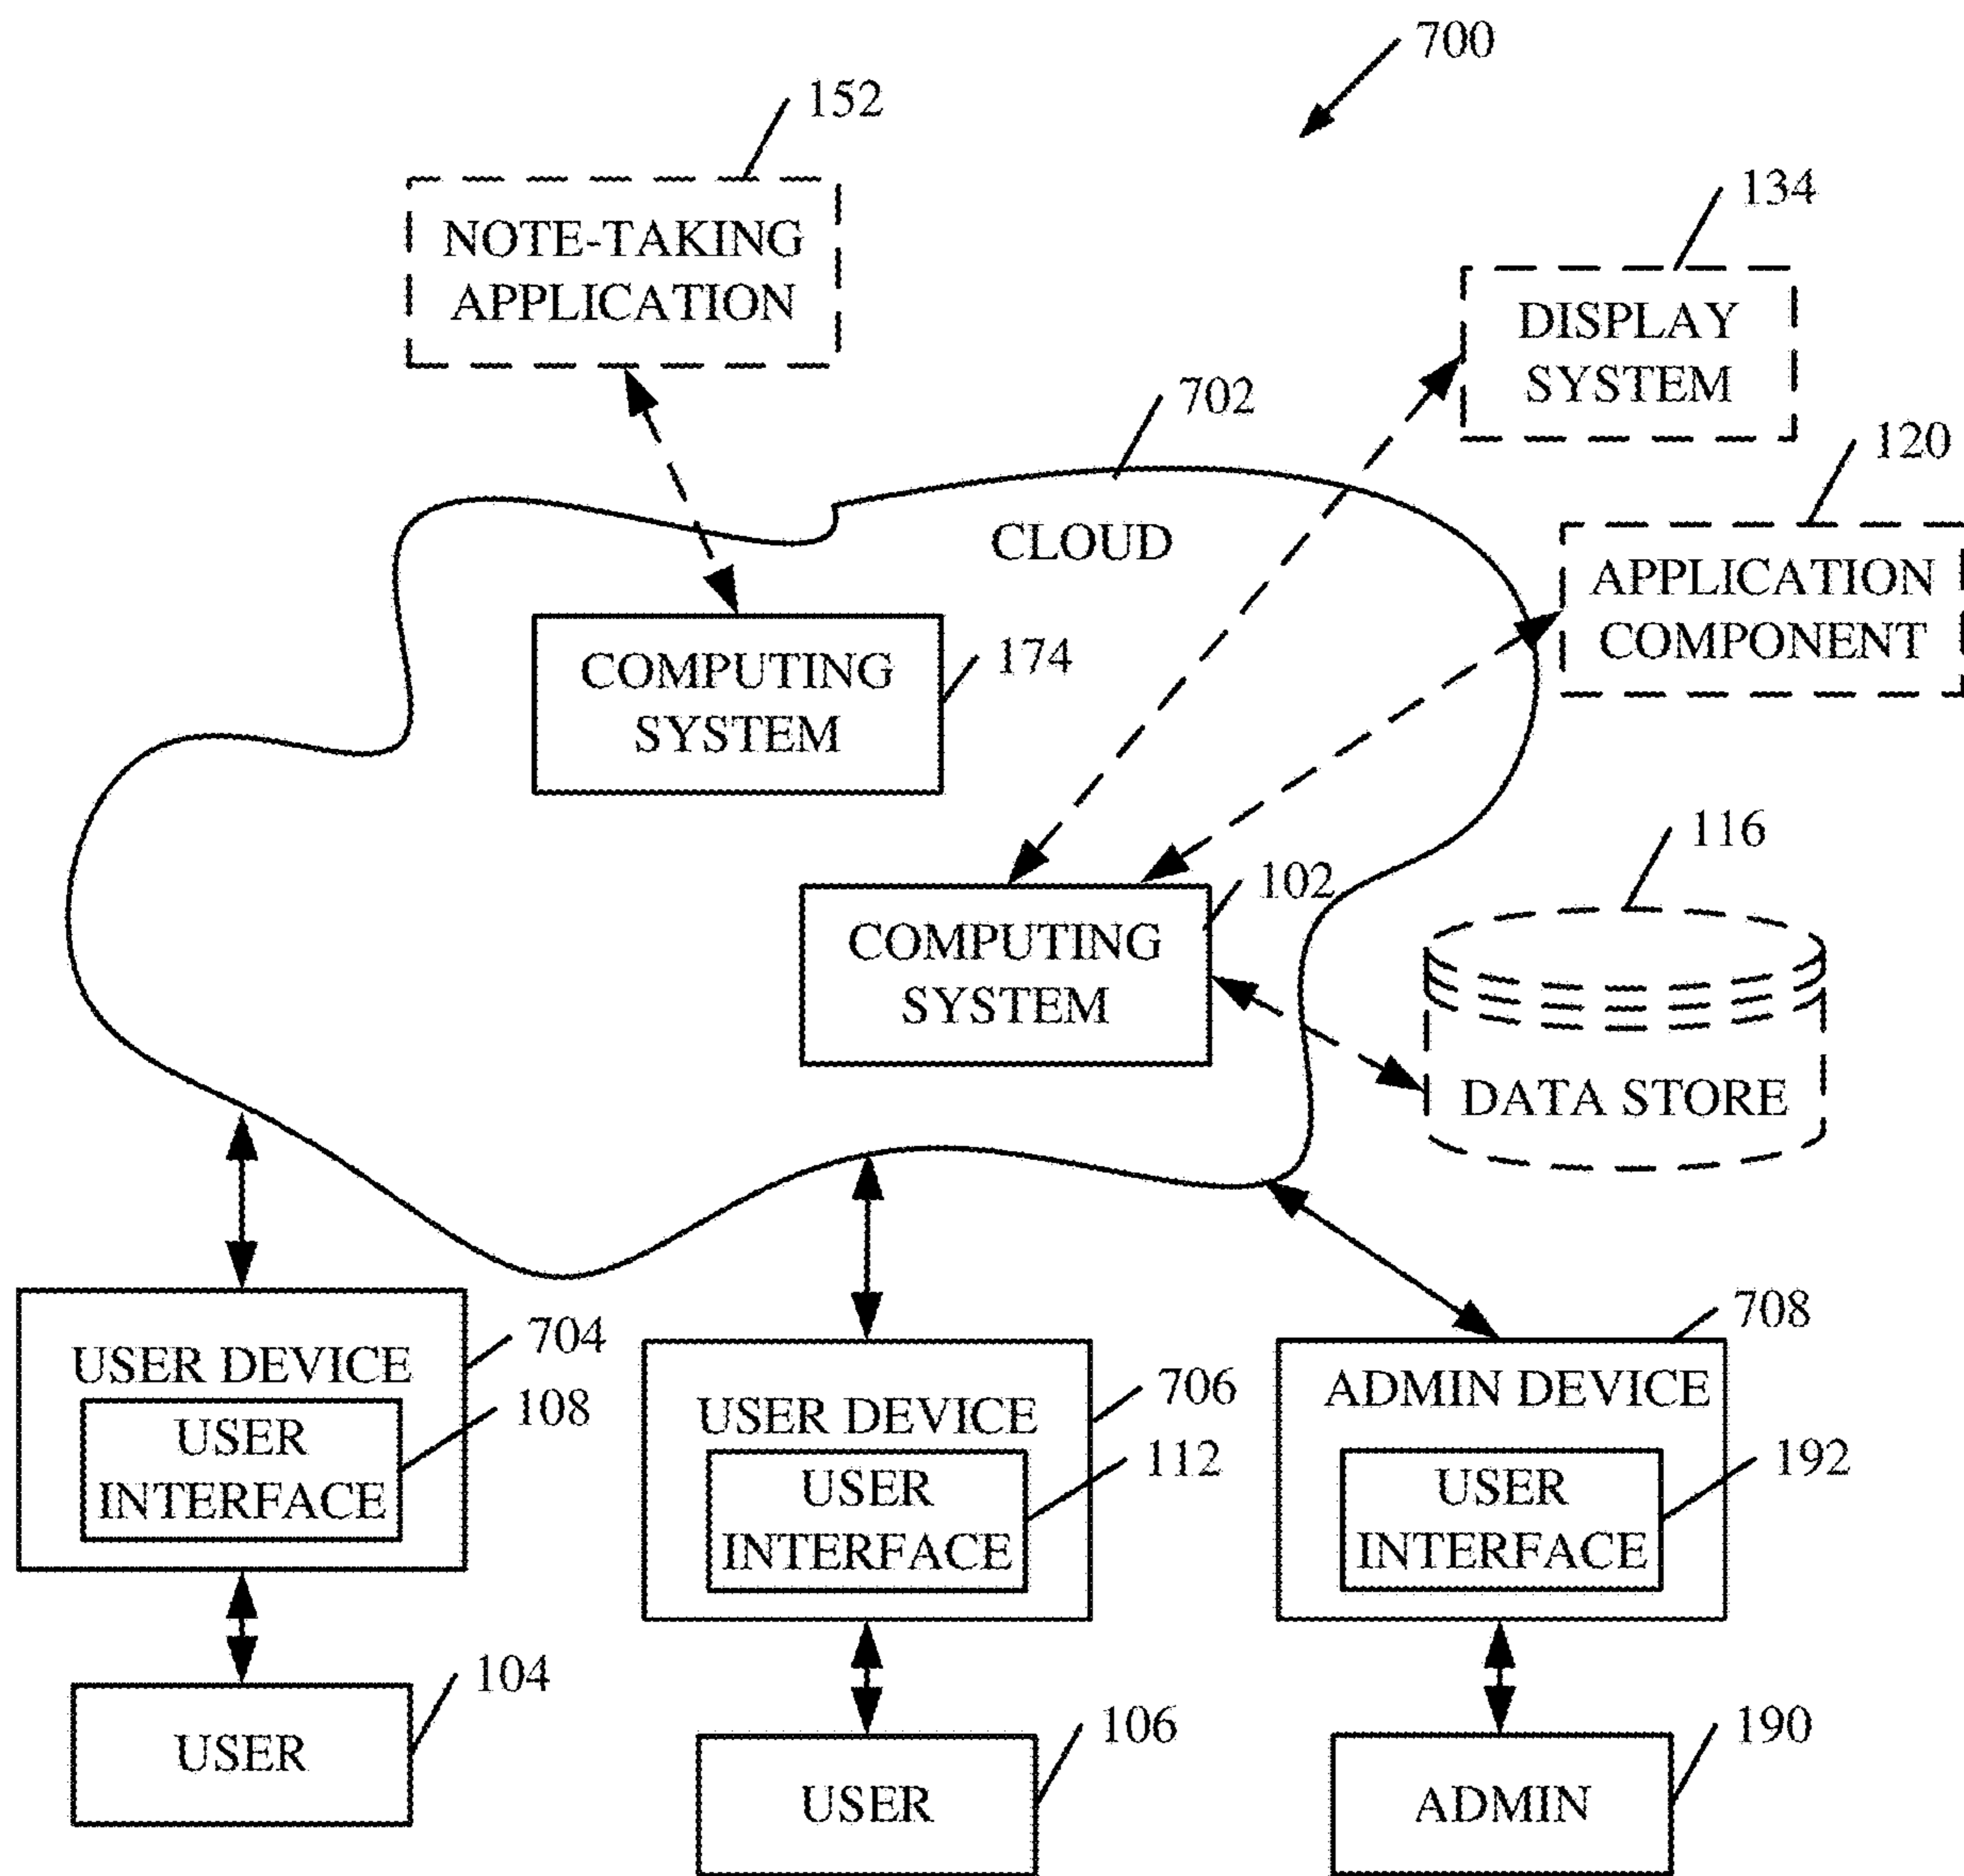 700
152
NOTE-TAKING
APPLICATION
134
DISPLAY
SYSTEM
702
CLOUD
120
APPLICATION
COMPONENT
COMPUTING
SYSTEM
174
116
102
COMPUTING
SYSTEM
DATA STORE
704
USER DEVICE
108
USER
INTERFACE
706
USER DEVICE
112
USER
INTERFACE
708
ADMIN DEVICE
192
USER
INTERFACE
104
USER
106
USER
190
ADMIN